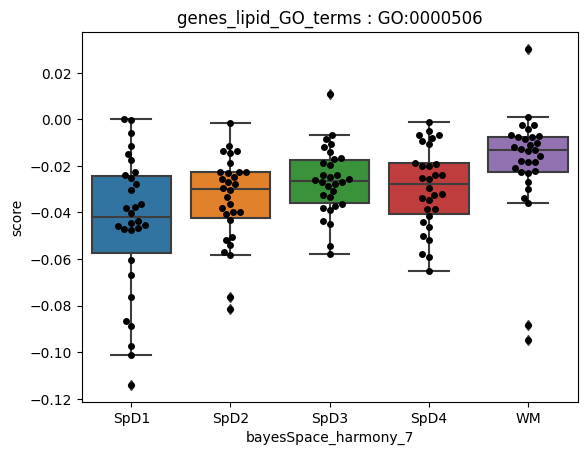 genes_lipid_GO_terms : GO:0000506
0.02
0.00
−0.02
−0.04
−0.06
−0.08
−0.10
−0.12
score
SpD1 SpD2 SpD3 SpD4 WM
bayesSpace_harmony_7